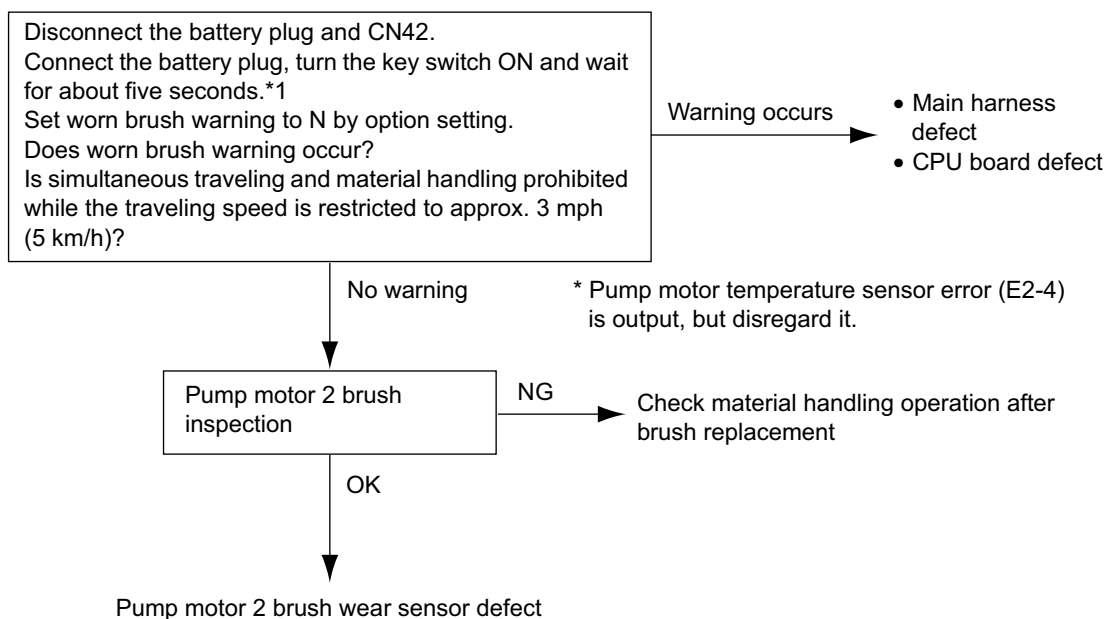 Disconnect the battery plug and CN42.
Connect the battery plug, turn the key switch ON and wait
for about five seconds.*1
Set worn brush warning to N by option setting.
Does worn brush warning occur?
Is simultaneous traveling and material handling prohibited
while the traveling speed is restricted to approx. 3 mph
(5 km/h)?
Warning occurs
• Main harness
defect
• CPU board defect
No warning
* Pump motor temperature sensor error (E2-4)
is output, but disregard it.
Pump motor 2 brush
inspection
NG
Check material handling operation after
brush replacement
OK
Pump motor 2 brush wear sensor defect